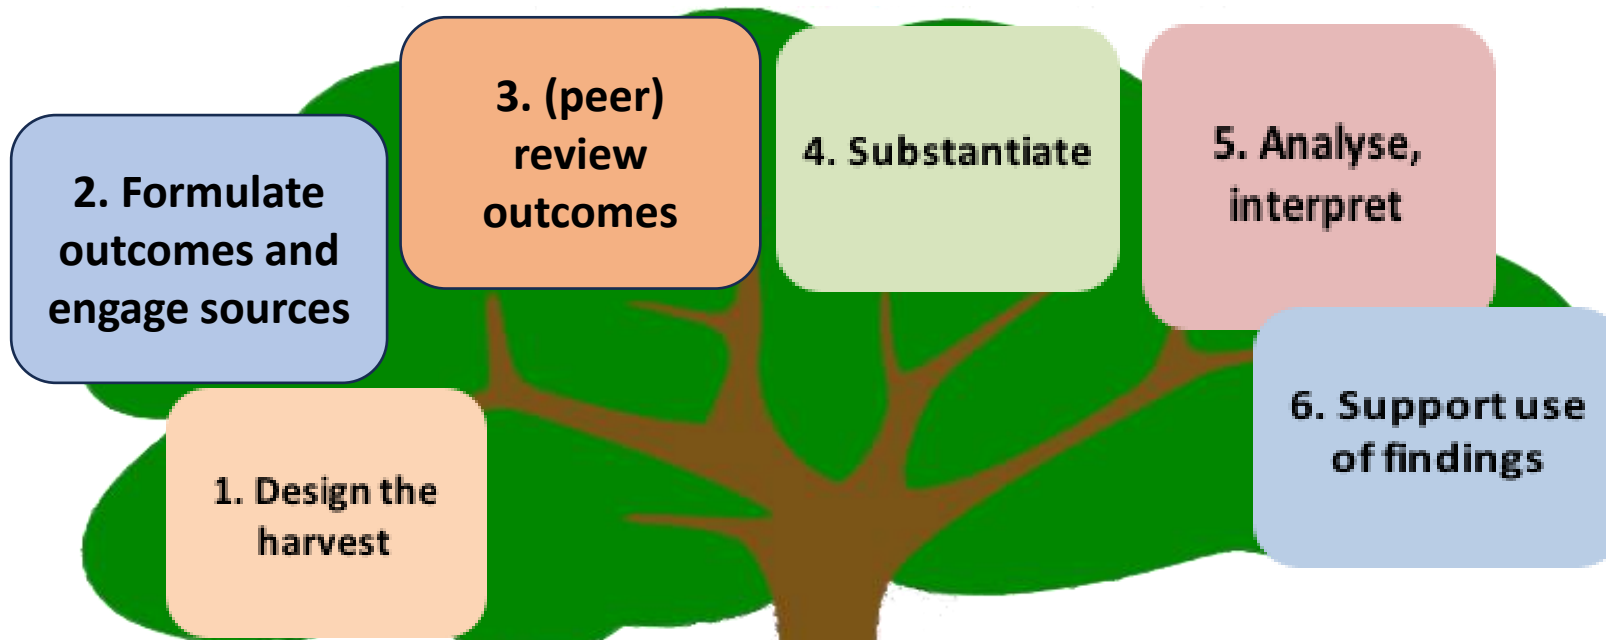 1. Design the
harvest
2. Formulate
outcomes and
engage sources
3. (peer)
review
outcomes
4. Substantiate
5. Analyse,
interpret
6. Support use
of findings